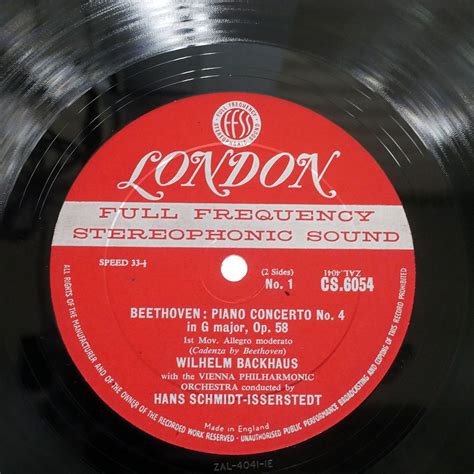 FULL FREQUENCY RANGE
FFSS
LONDON
FULL FREQUENCY
STEREOPHONIC SOUND
SPEED 33⅓
(2 Sides)
No. 1
ZAL.4041
CS.6054
BEETHOVEN : PIANO CONCERTO No. 4
in G major, Op. 58
1st Mov. Allegro moderato
(Cadenza by Beethoven)
WILHELM BACKHAUS
with the VIENNA PHILHARMONIC
ORCHESTRA conducted by
HANS SCHMIDT-ISSERSTEDT
Made in England
ALL RIGHTS OF THE MANUFACTURER AND OF THE OWNER OF THE RECORDED WORK RESERVED · UNAUTHORISED PUBLIC PERFORMANCE BROADCASTING AND COPYING OF THIS RECORD PROHIBITED
ZAL-4041-1E